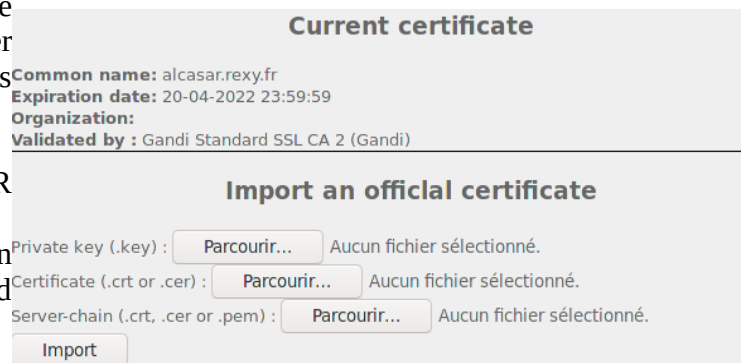 Current certificate
Common name: alcasar.rexy.fr
Expiration date: 20-04-2022 23:59:59
Organization:
Validated by : Gandi Standard SSL CA 2 (Gandi)
Import an officlal certificate
Private key (.key) : Parcourir... Aucun fichier sélectionné.
Certificate (.crt or .cer) : Parcourir... Aucun fichier sélectionné.
Server-chain (.crt, .cer or .pem) : Parcourir... Aucun fichier sélectionné.
Import